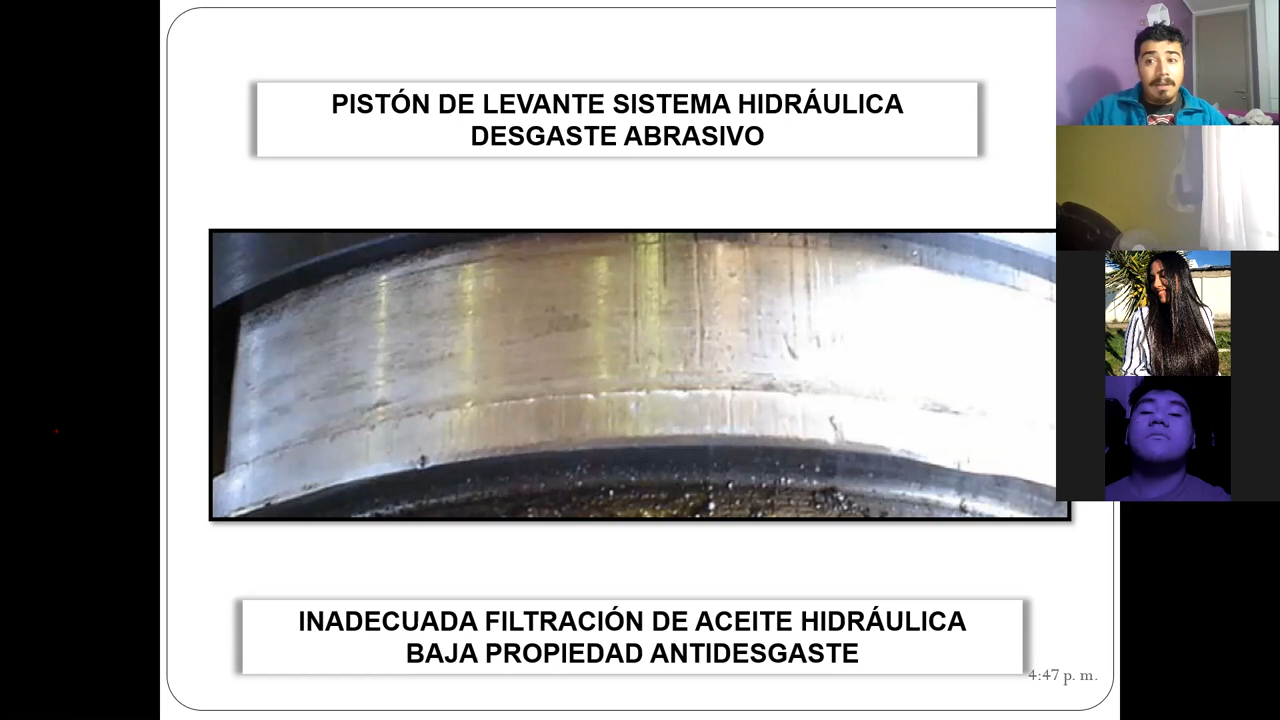 PISTÓN DE LEVANTE SISTEMA HIDRÁULICA
DESGASTE ABRASIVO
INADECUADA FILTRACIÓN DE ACEITE HIDRÁULICA
BAJA PROPIEDAD ANTIDESGASTE
4:47 p. m.